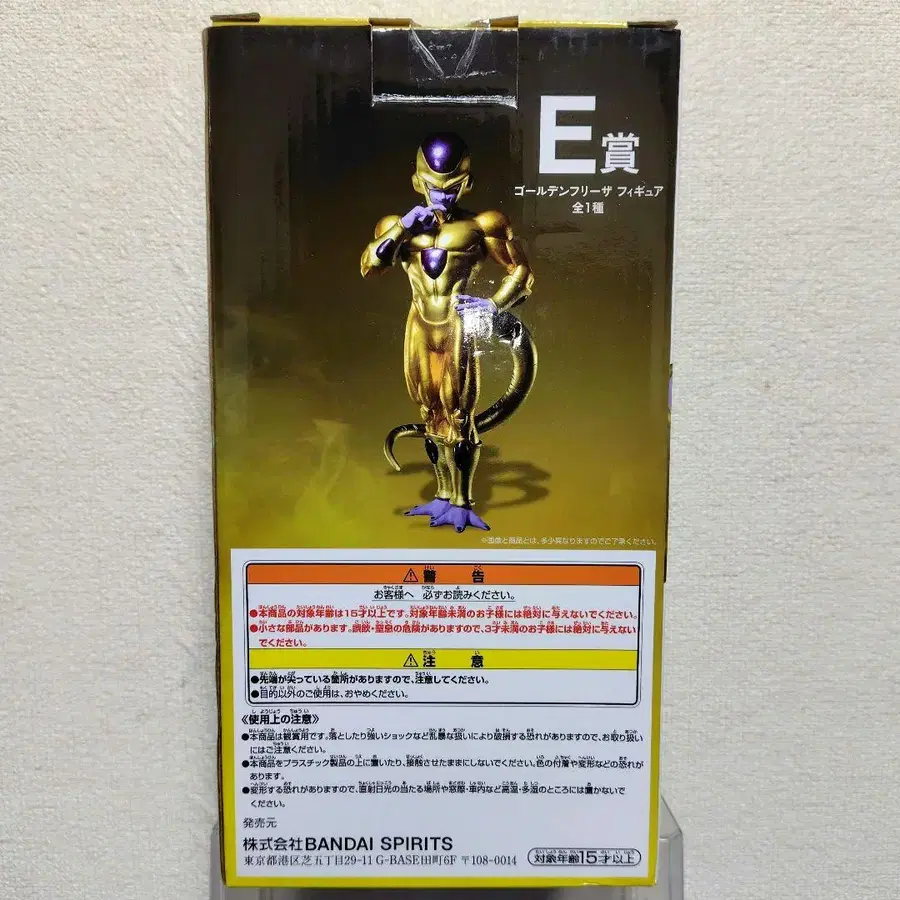 E賞
ゴールデンフリーザ フィギュア
全1種
※画像と商品とは、多少異なりますのでご了承ください。
⚠警告
お客様へ 必ずお読みください。
●本商品の対象年齢は15才以上です。対象年齢未満のお子様には絶対に与えないでください。
●小さな部品があります。誤飲・窒息の危険がありますので、3才未満のお子様には絶対に与えない
でください。
⚠注意
●先端が尖っている箇所がありますので、注意してください。
●目的以外のご使用は、おやめください。
《使用上の注意》
●本商品は観賞用です。落としたり強いショックなど乱暴な扱いにより破損する恐れがありますので、お取り扱い
にはご注意ください。
●本商品をプラスチック製品の上に置いたり、接触させたままにしないでください。色の付着や変形などの恐れが
あります。
●変形する恐れがありますので、直射日光の当たる場所や窓際・車内など高温・多湿のところには置かないで
ください。
発売元
株式会社BANDAI SPIRITS
東京都港区芝五丁目29-11 G-BASE田町6F 〒108-0014
対象年齢15才以上